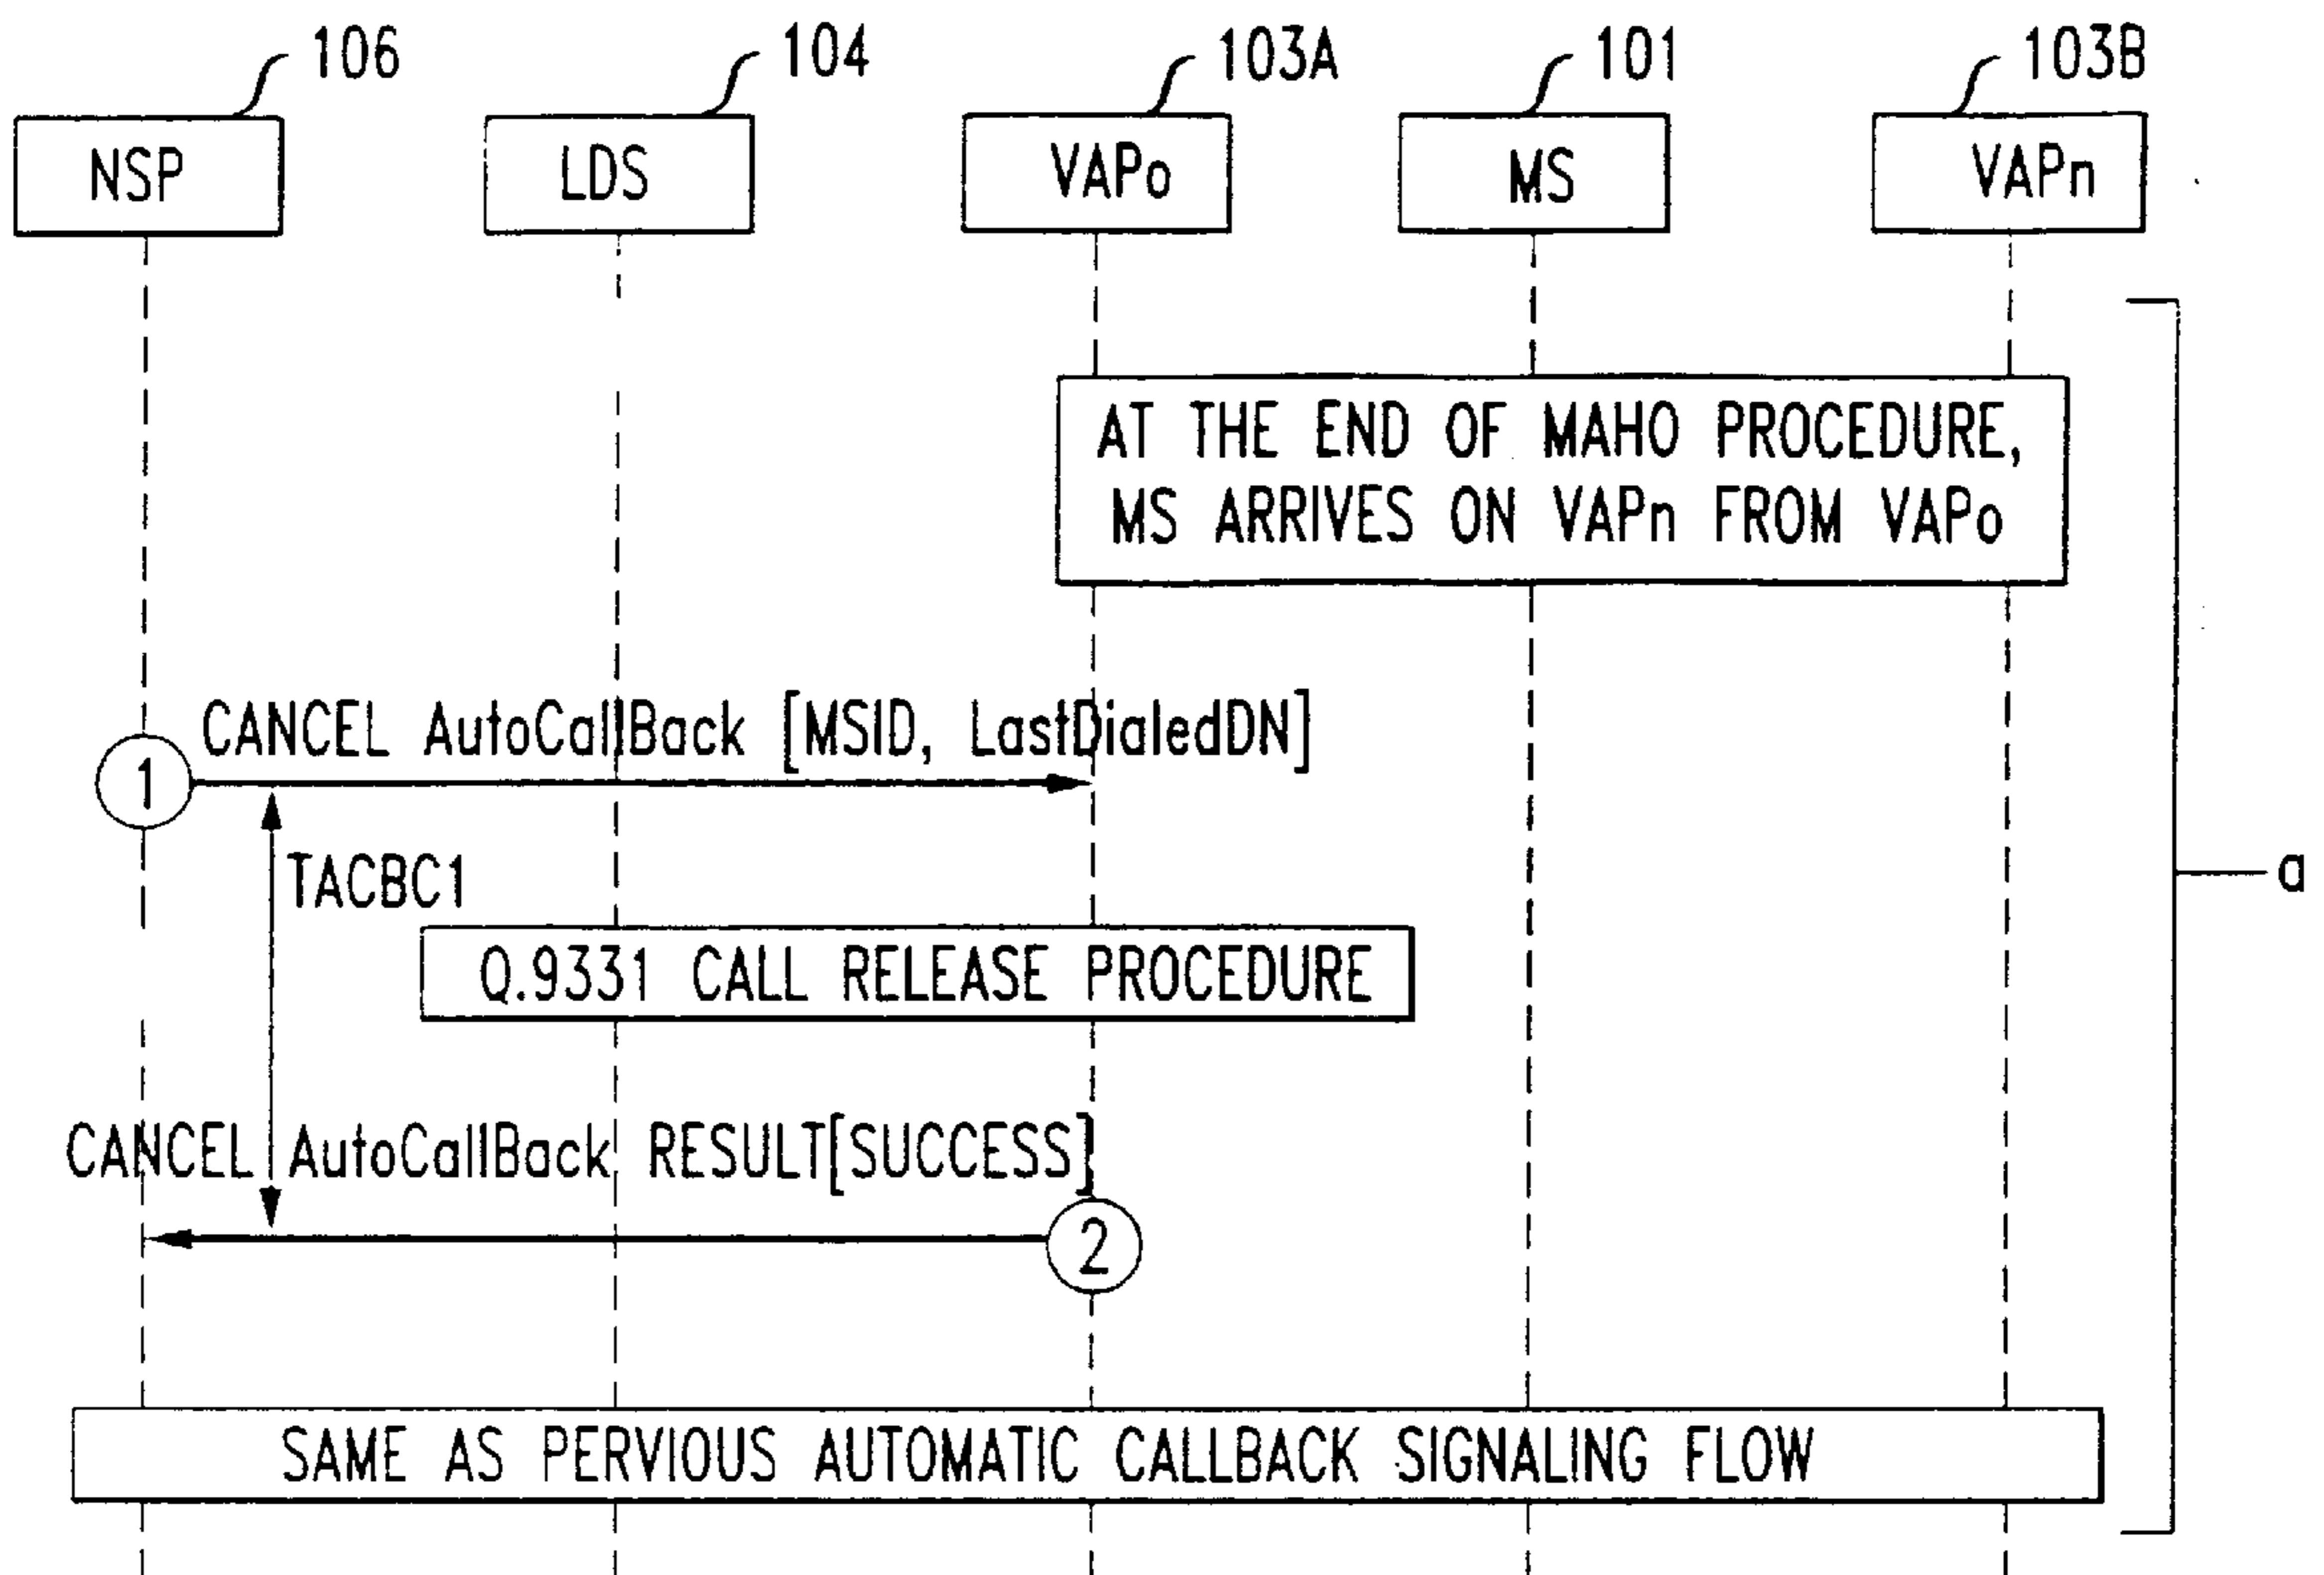 106
104
103A
101
103B
NSP
LDS
VAPo
MS
VAPn
AT THE END OF MAHO PROCEDURE,
MS ARRIVES ON VAPn FROM VAPo
CANCEL AutoCallBack [MSID, LastDialedDN]
1
TACBC1
a
Q.9331 CALL RELEASE PROCEDURE
CANCEL AutoCallBack RESULT[SUCCESS]
2
SAME AS PERVIOUS AUTOMATIC CALLBACK SIGNALING FLOW